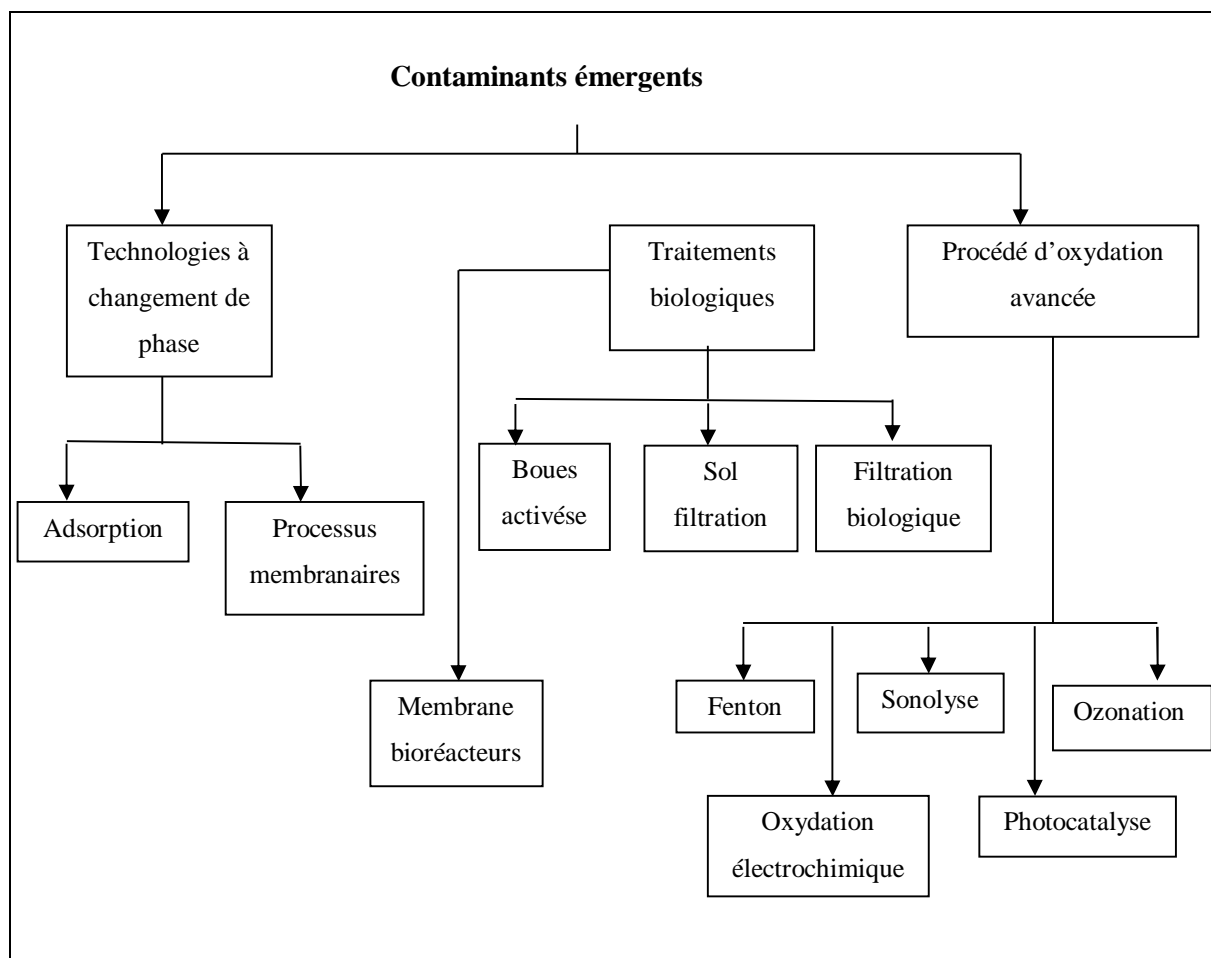 Contaminants émergents
Technologies à
changement de
phase
Traitements
biologiques
Procédé d’oxydation
avancée
Adsorption
Processus
membranaires
Boues
activése
Sol
filtration
Filtration
biologique
Membrane
bioréacteurs
Fenton
Sonolyse
Ozonation
Oxydation
électrochimique
Photocatalyse